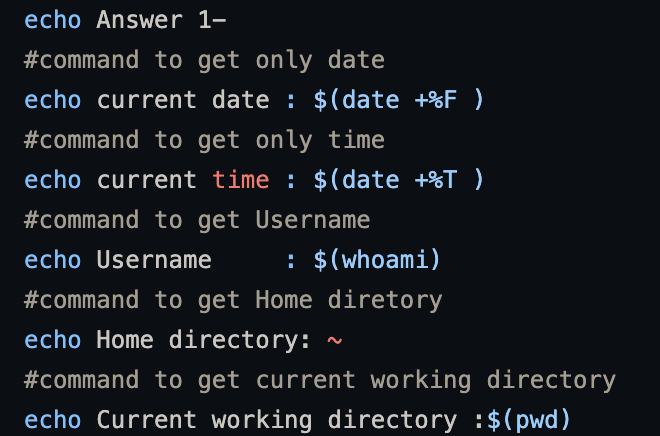 echo Answer 1-
#command to get only date
echo current date : $(date +%F )
#command to get only time
echo current time : $(date +%T )
#command to get Username
echo Username     : $(whoami)
#command to get Home diretory
echo Home directory: ~
#command to get current working directory
echo Current working directory :$(pwd)